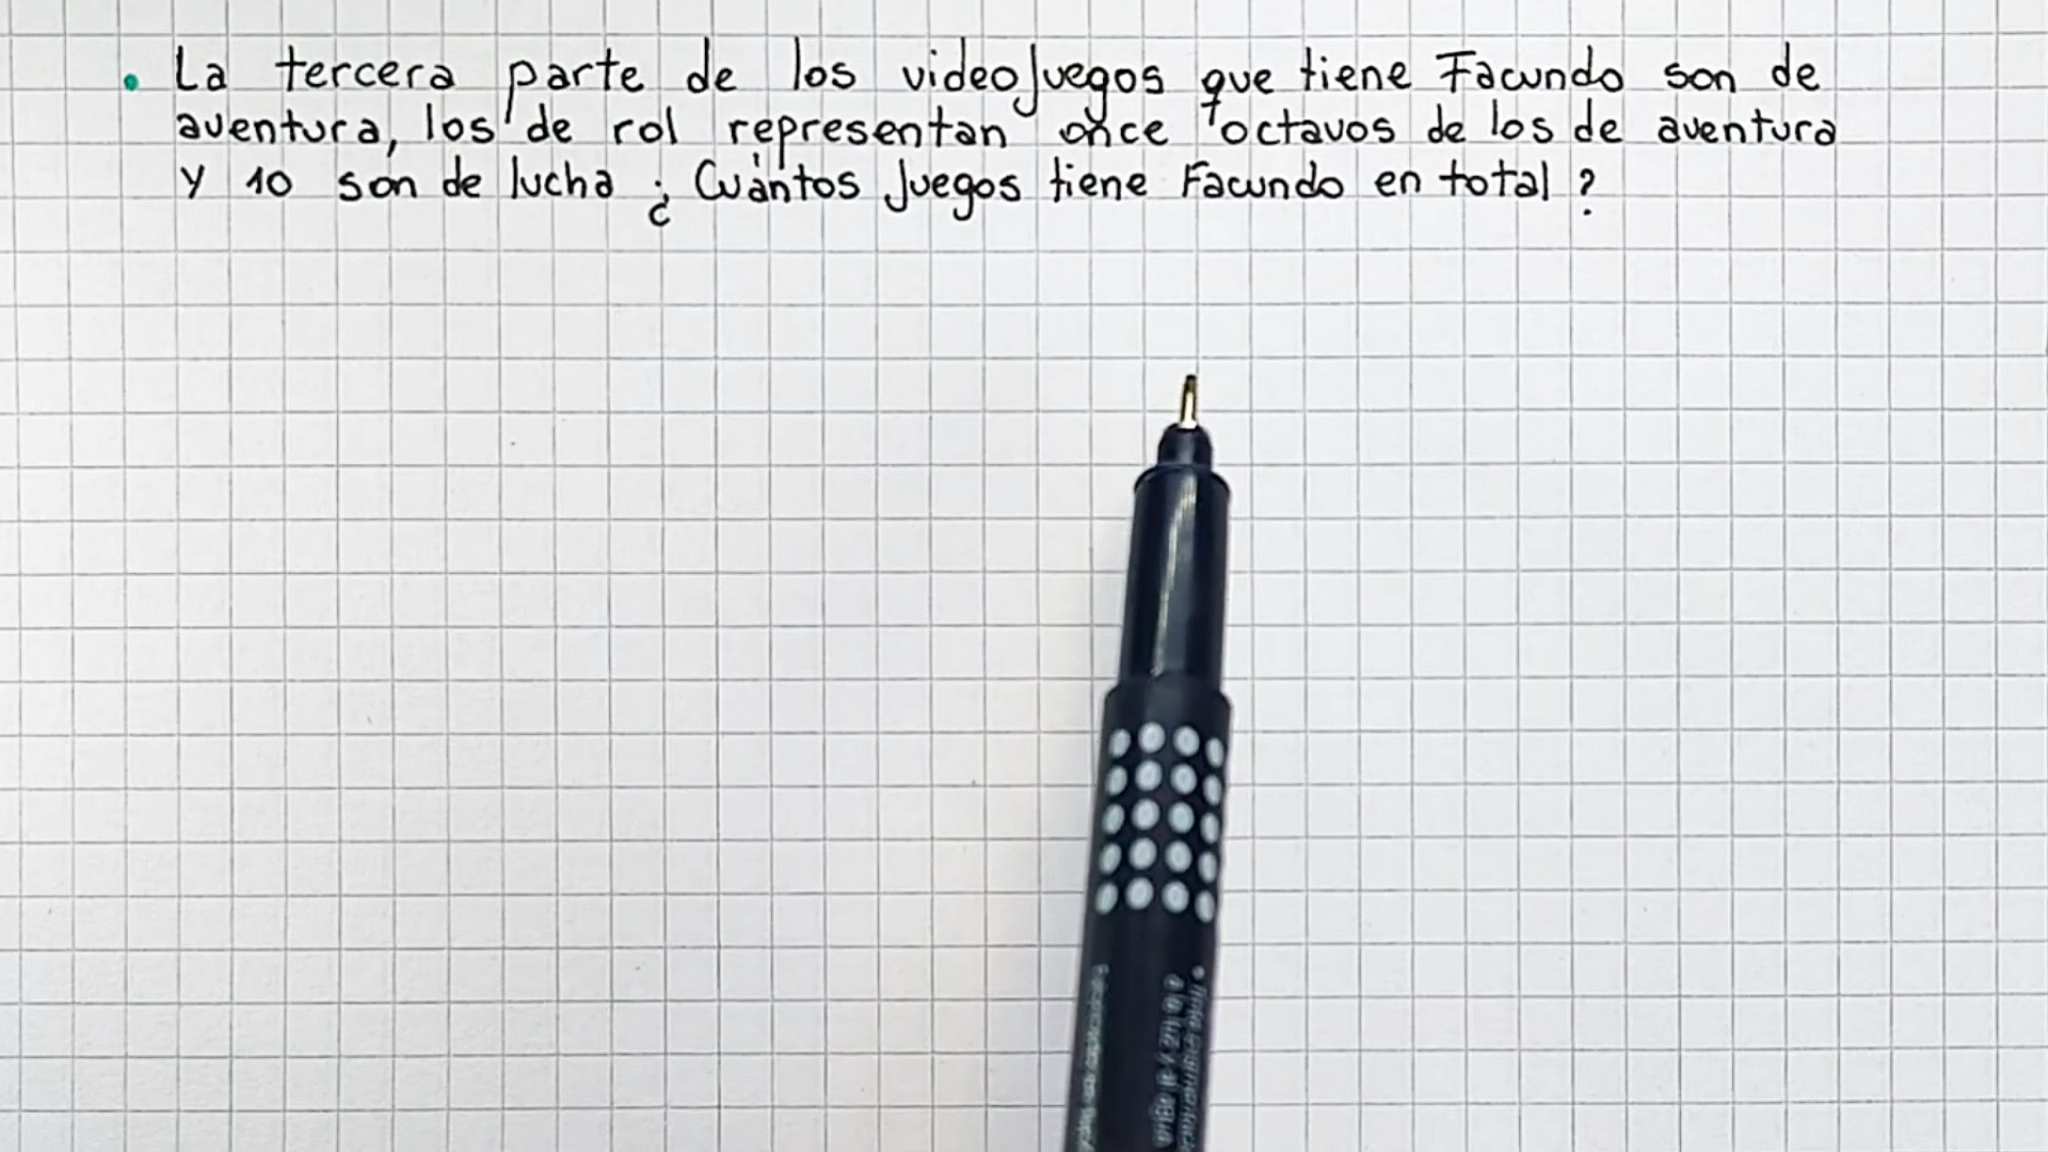 . La tercera parte de los videojuegos que tiene Facundo son de
aventura, los de rol representan once octavos de los de aventura
y 10 son de lucha ¿ Cuántos juegos tiene Facundo en total ?